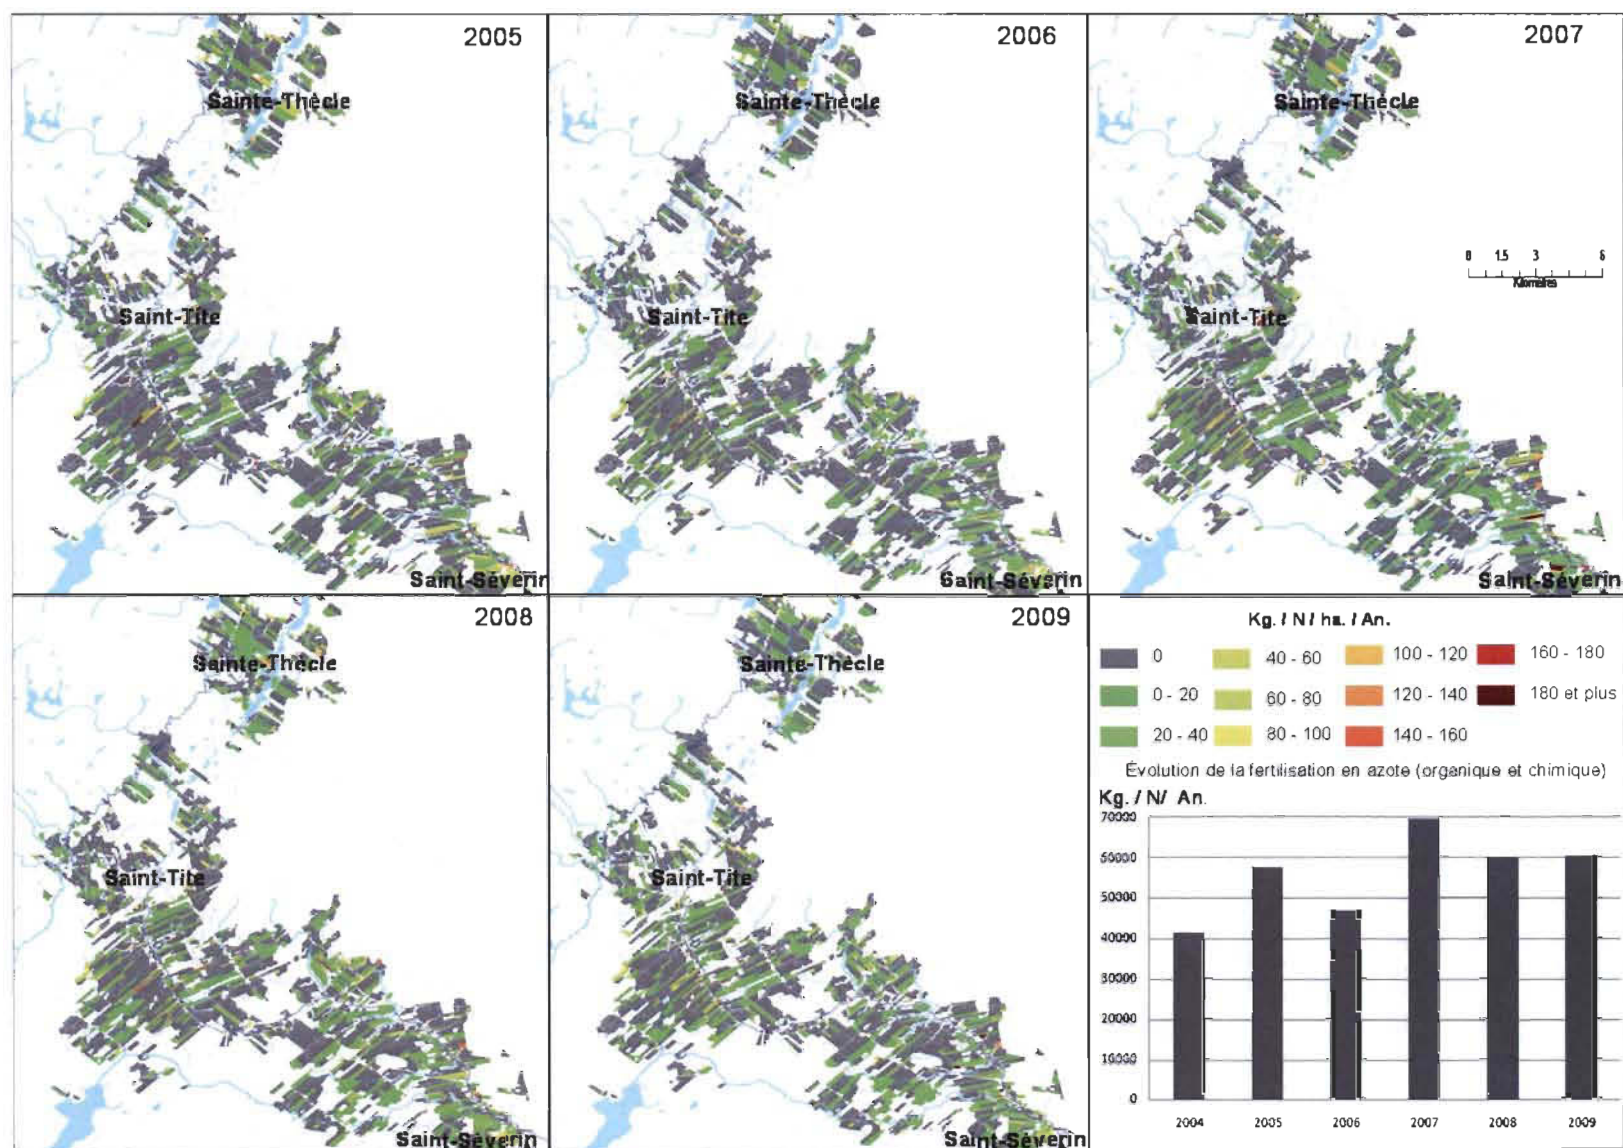 2005
Sainte-Thècle
Saint-Tite
Saint-Séverin
2006
Sainte-Thècle
Saint-Tite
Saint-Séverin
2007
Sainte-Thècle
0 1.5 3 6
Kilomètres
Saint-Tite
Saint-Séverin
2008
Sainte-Thècle
Saint-Tite
Saint-Séverin
2009
Sainte-Thècle
Saint-Tite
Saint-Séverin
Kg. / N / ha. / An.
0
40 - 60
100 - 120
160 - 180
0 - 20
60 - 80
120 - 140
180 et plus
20 - 40
80 - 100
140 - 160
Évolution de la fertilisation en azote (organique et chimique)
Kg. / N/ An.
70000
60000
50000
40000
30000
20000
10000
0
2004 2005 2006 2007 2008 2009